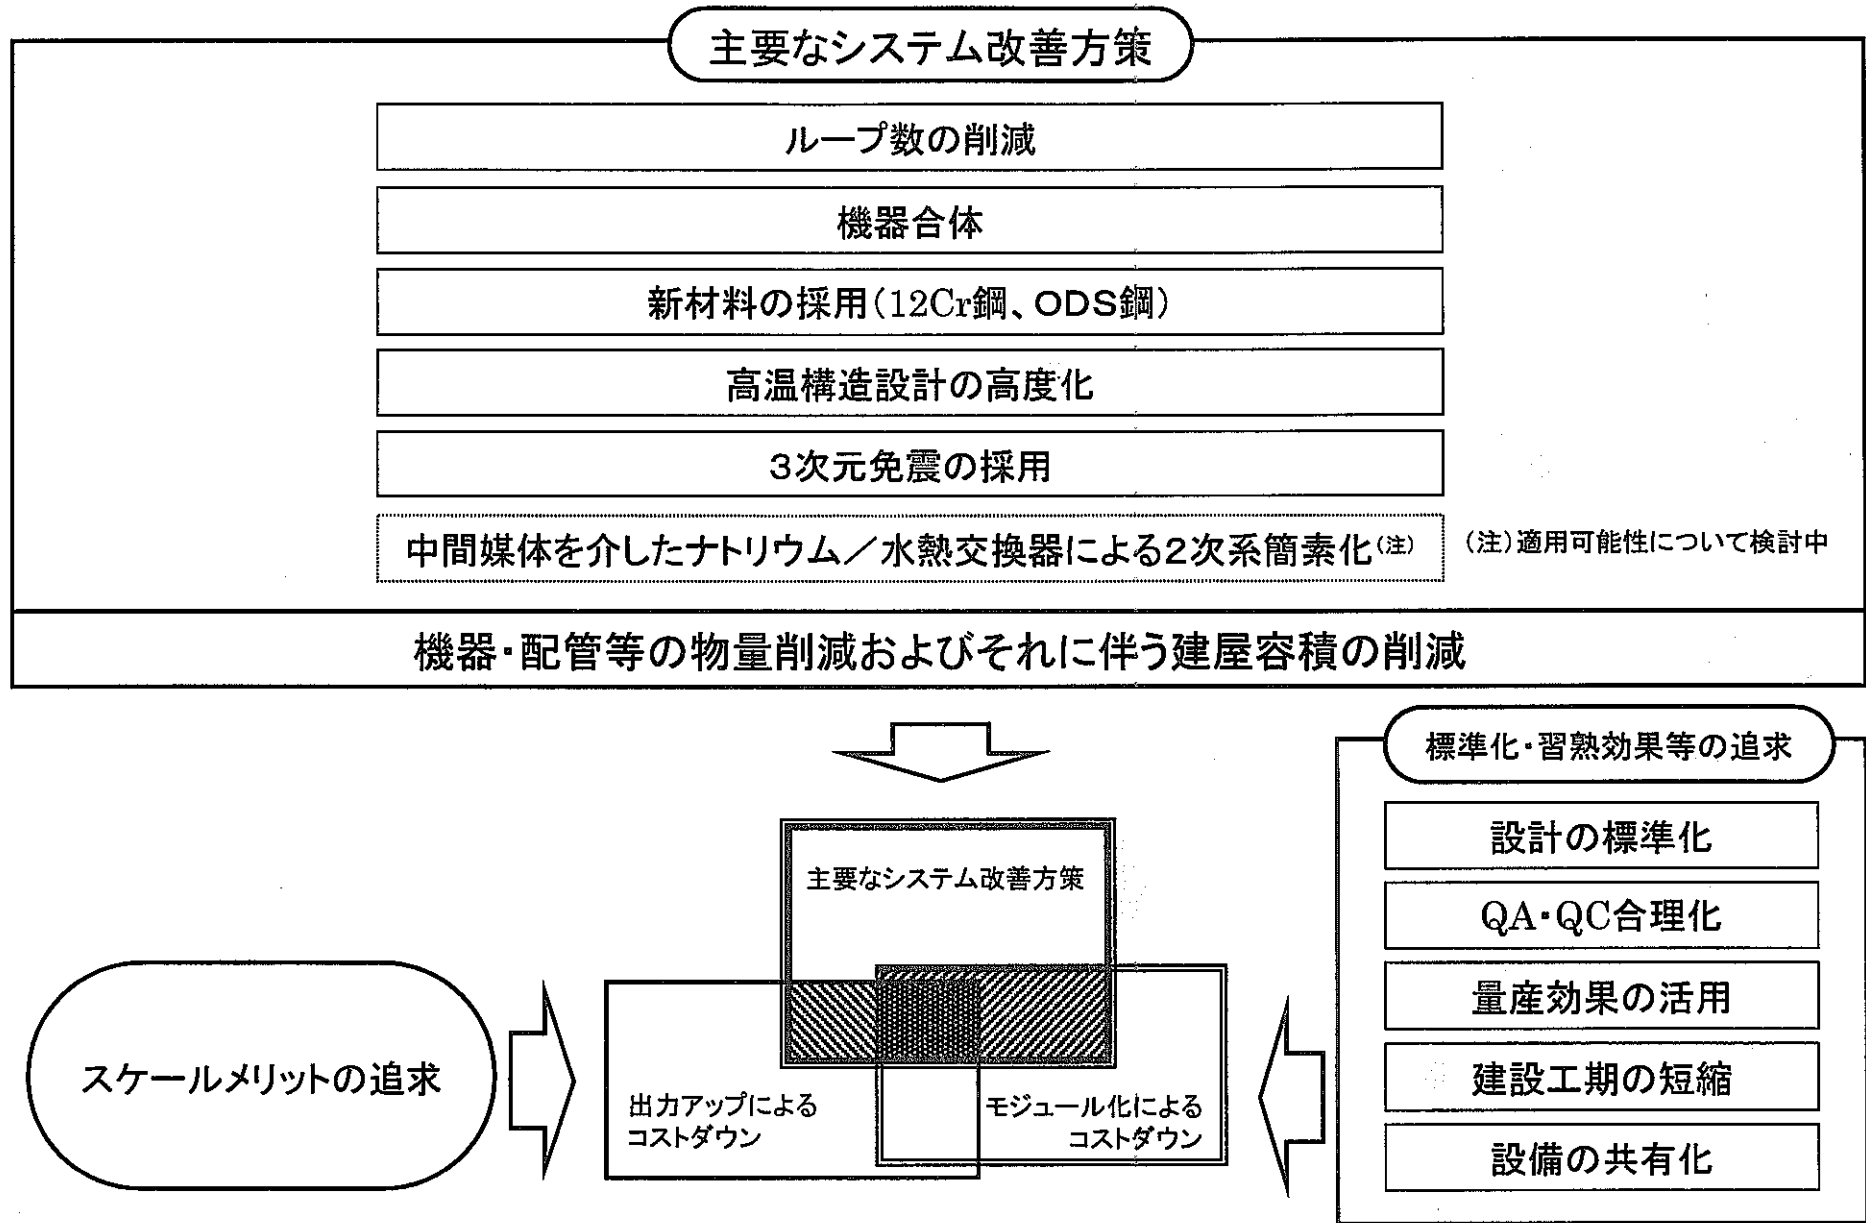 主要なシステム改善方策
ループ数の削減
機器合体
新材料の採用(12Cr鋼、ODS鋼)
高温構造設計の高度化
3次元免震の採用
中間媒体を介したナトリウム／水熱交換器による2次系簡素化(注)
(注)適用可能性について検討中
機器・配管等の物量削減およびそれに伴う建屋容積の削減
標準化・習熟効果等の追求
設計の標準化
QA・QC合理化
量産効果の活用
建設工期の短縮
設備の共有化
主要なシステム改善方策
スケールメリットの追求
出力アップによる
コストダウン
モジュール化による
コストダウン